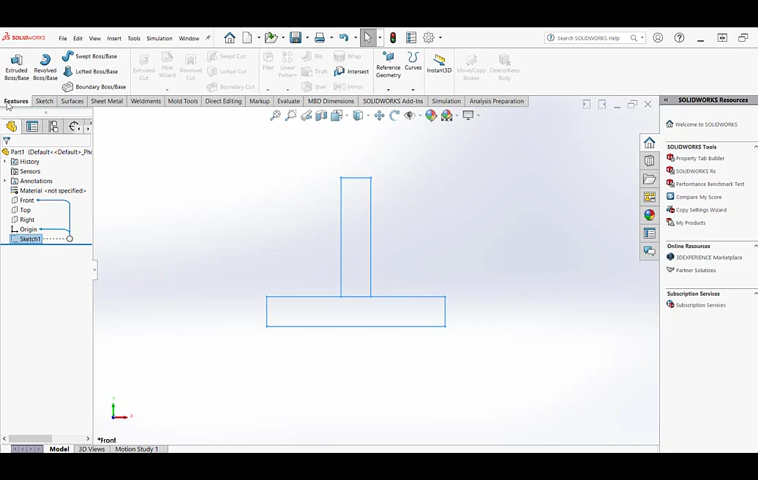 SOLIDWORKS
File Edit View Insert Tools Simulation Window
Search SOLIDWORKS Help
Extruded Boss/Base
Revolved Boss/Base
Swept Boss/Base
Lofted Boss/Base
Boundary Boss/Base
Extruded Cut
Hole Wizard
Revolved Cut
Swept Cut
Lofted Cut
Boundary Cut
Fillet
Linear Pattern
Rib
Draft
Shell
Wrap
Intersect
Mirror
Reference Geometry
Curves
Instant3D
Move/Copy Bodies
Delete/Keep Body
Features Sketch Surfaces Sheet Metal Weldments Mold Tools Direct Editing Markup Evaluate MBD Dimensions SOLIDWORKS Add-Ins Simulation Analysis Preparation
Part1 (Default<<Default>_Ph
History
Sensors
Annotations
Material <not specified>
Front
Top
Right
Origin
Sketch1
*Front
Model 3D Views Motion Study 1
SOLIDWORKS Resources
Welcome to SOLIDWORKS
SOLIDWORKS Tools
Property Tab Builder
SOLIDWORKS Rx
Performance Benchmark Test
Compare My Score
Copy Settings Wizard
My Products
Online Resources
3DEXPERIENCE Marketplace
Partner Solutions
Subscription Services
Subscription Services